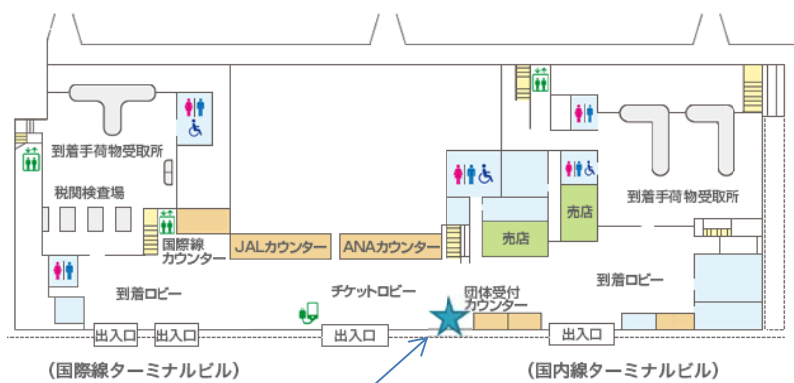 到着手荷物受取所
税関検査場
国際線
カウンター
JALカウンター
ANAカウンター
売店
売店
到着手荷物受取所
到着ロビー
チケットロビー
団体受付
カウンター
到着ロビー
出入口
出入口
出入口
出入口
(国際線ターミナルビル)
(国内線ターミナルビル)